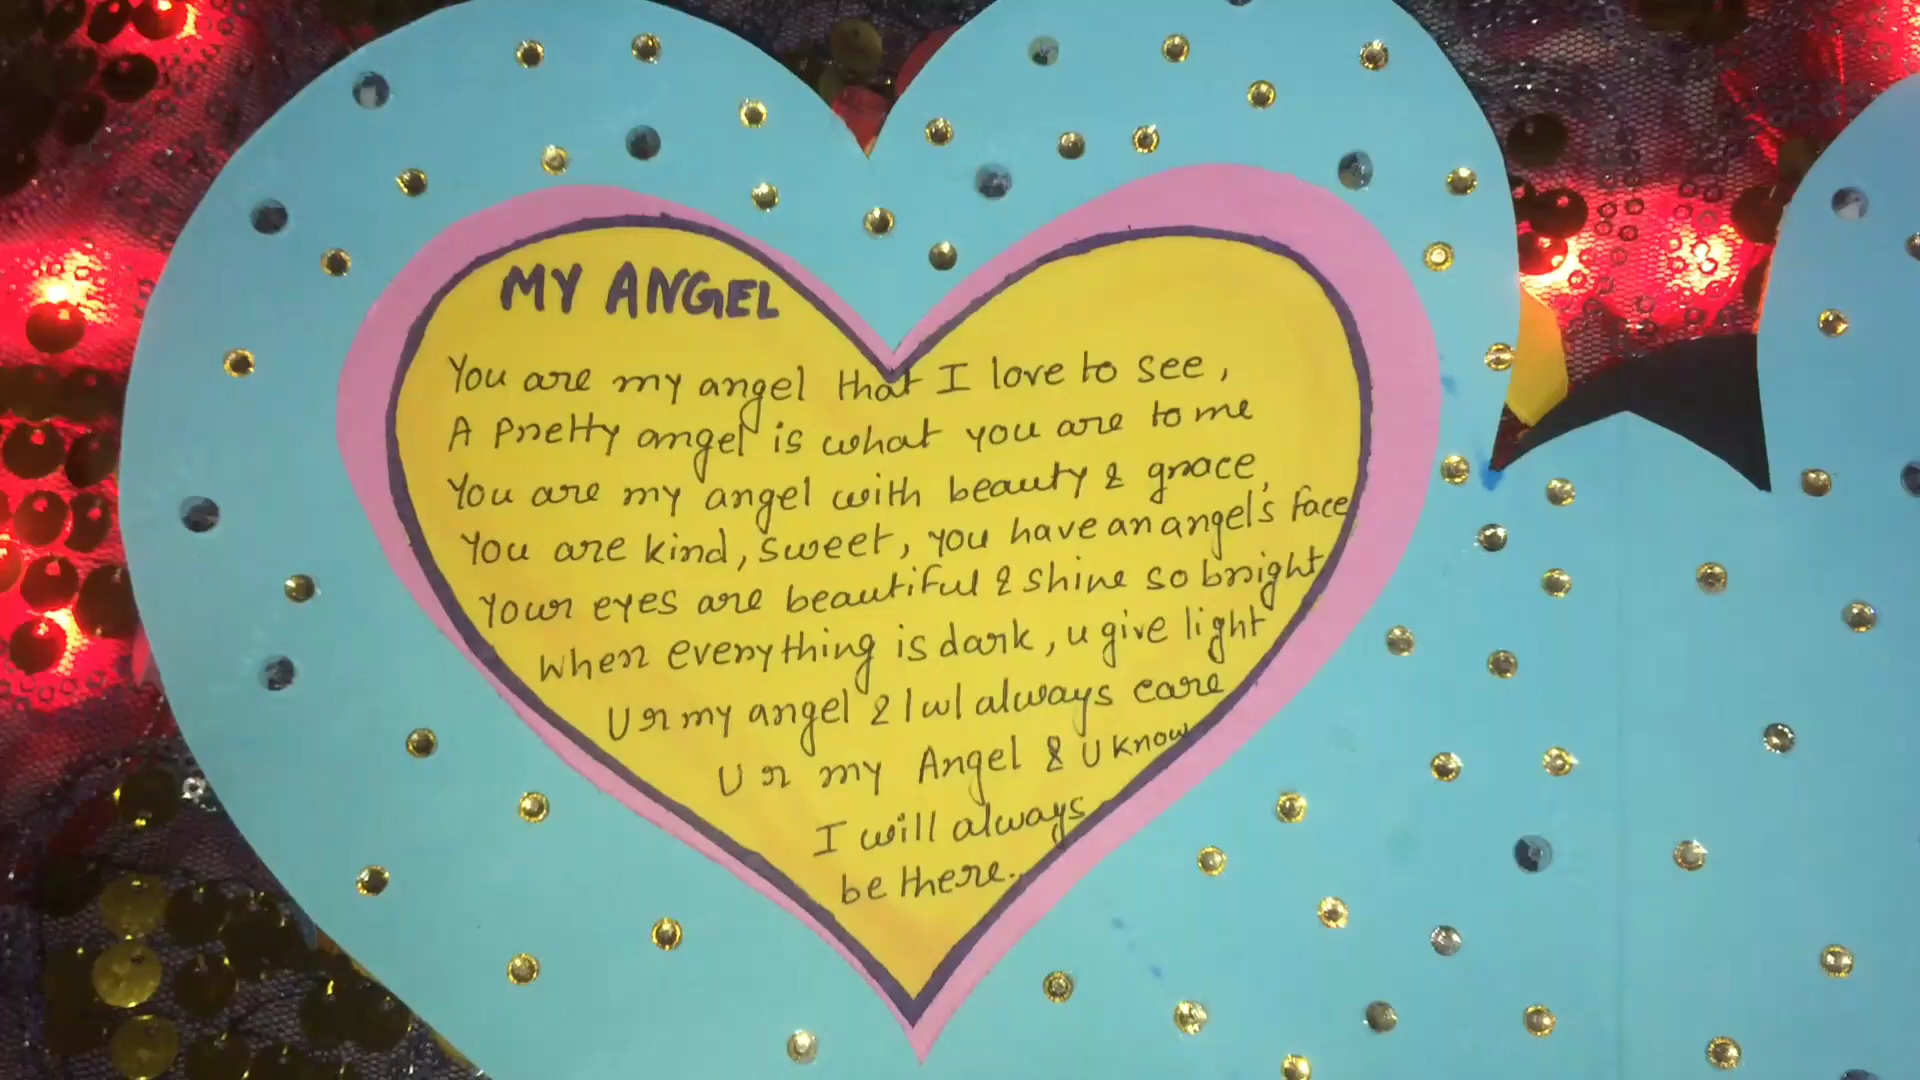 MY ANGEL
You are my angel that I love to see,
A pretty angel is what you are to me
You are my angel with beauty & grace,
You are kind, sweet, you have an angel's face
Your eyes are beautiful & shine so bright
When everything is dark, u give light
U r my angel & I wl always care
U r my Angel & U know
I will always
be there..